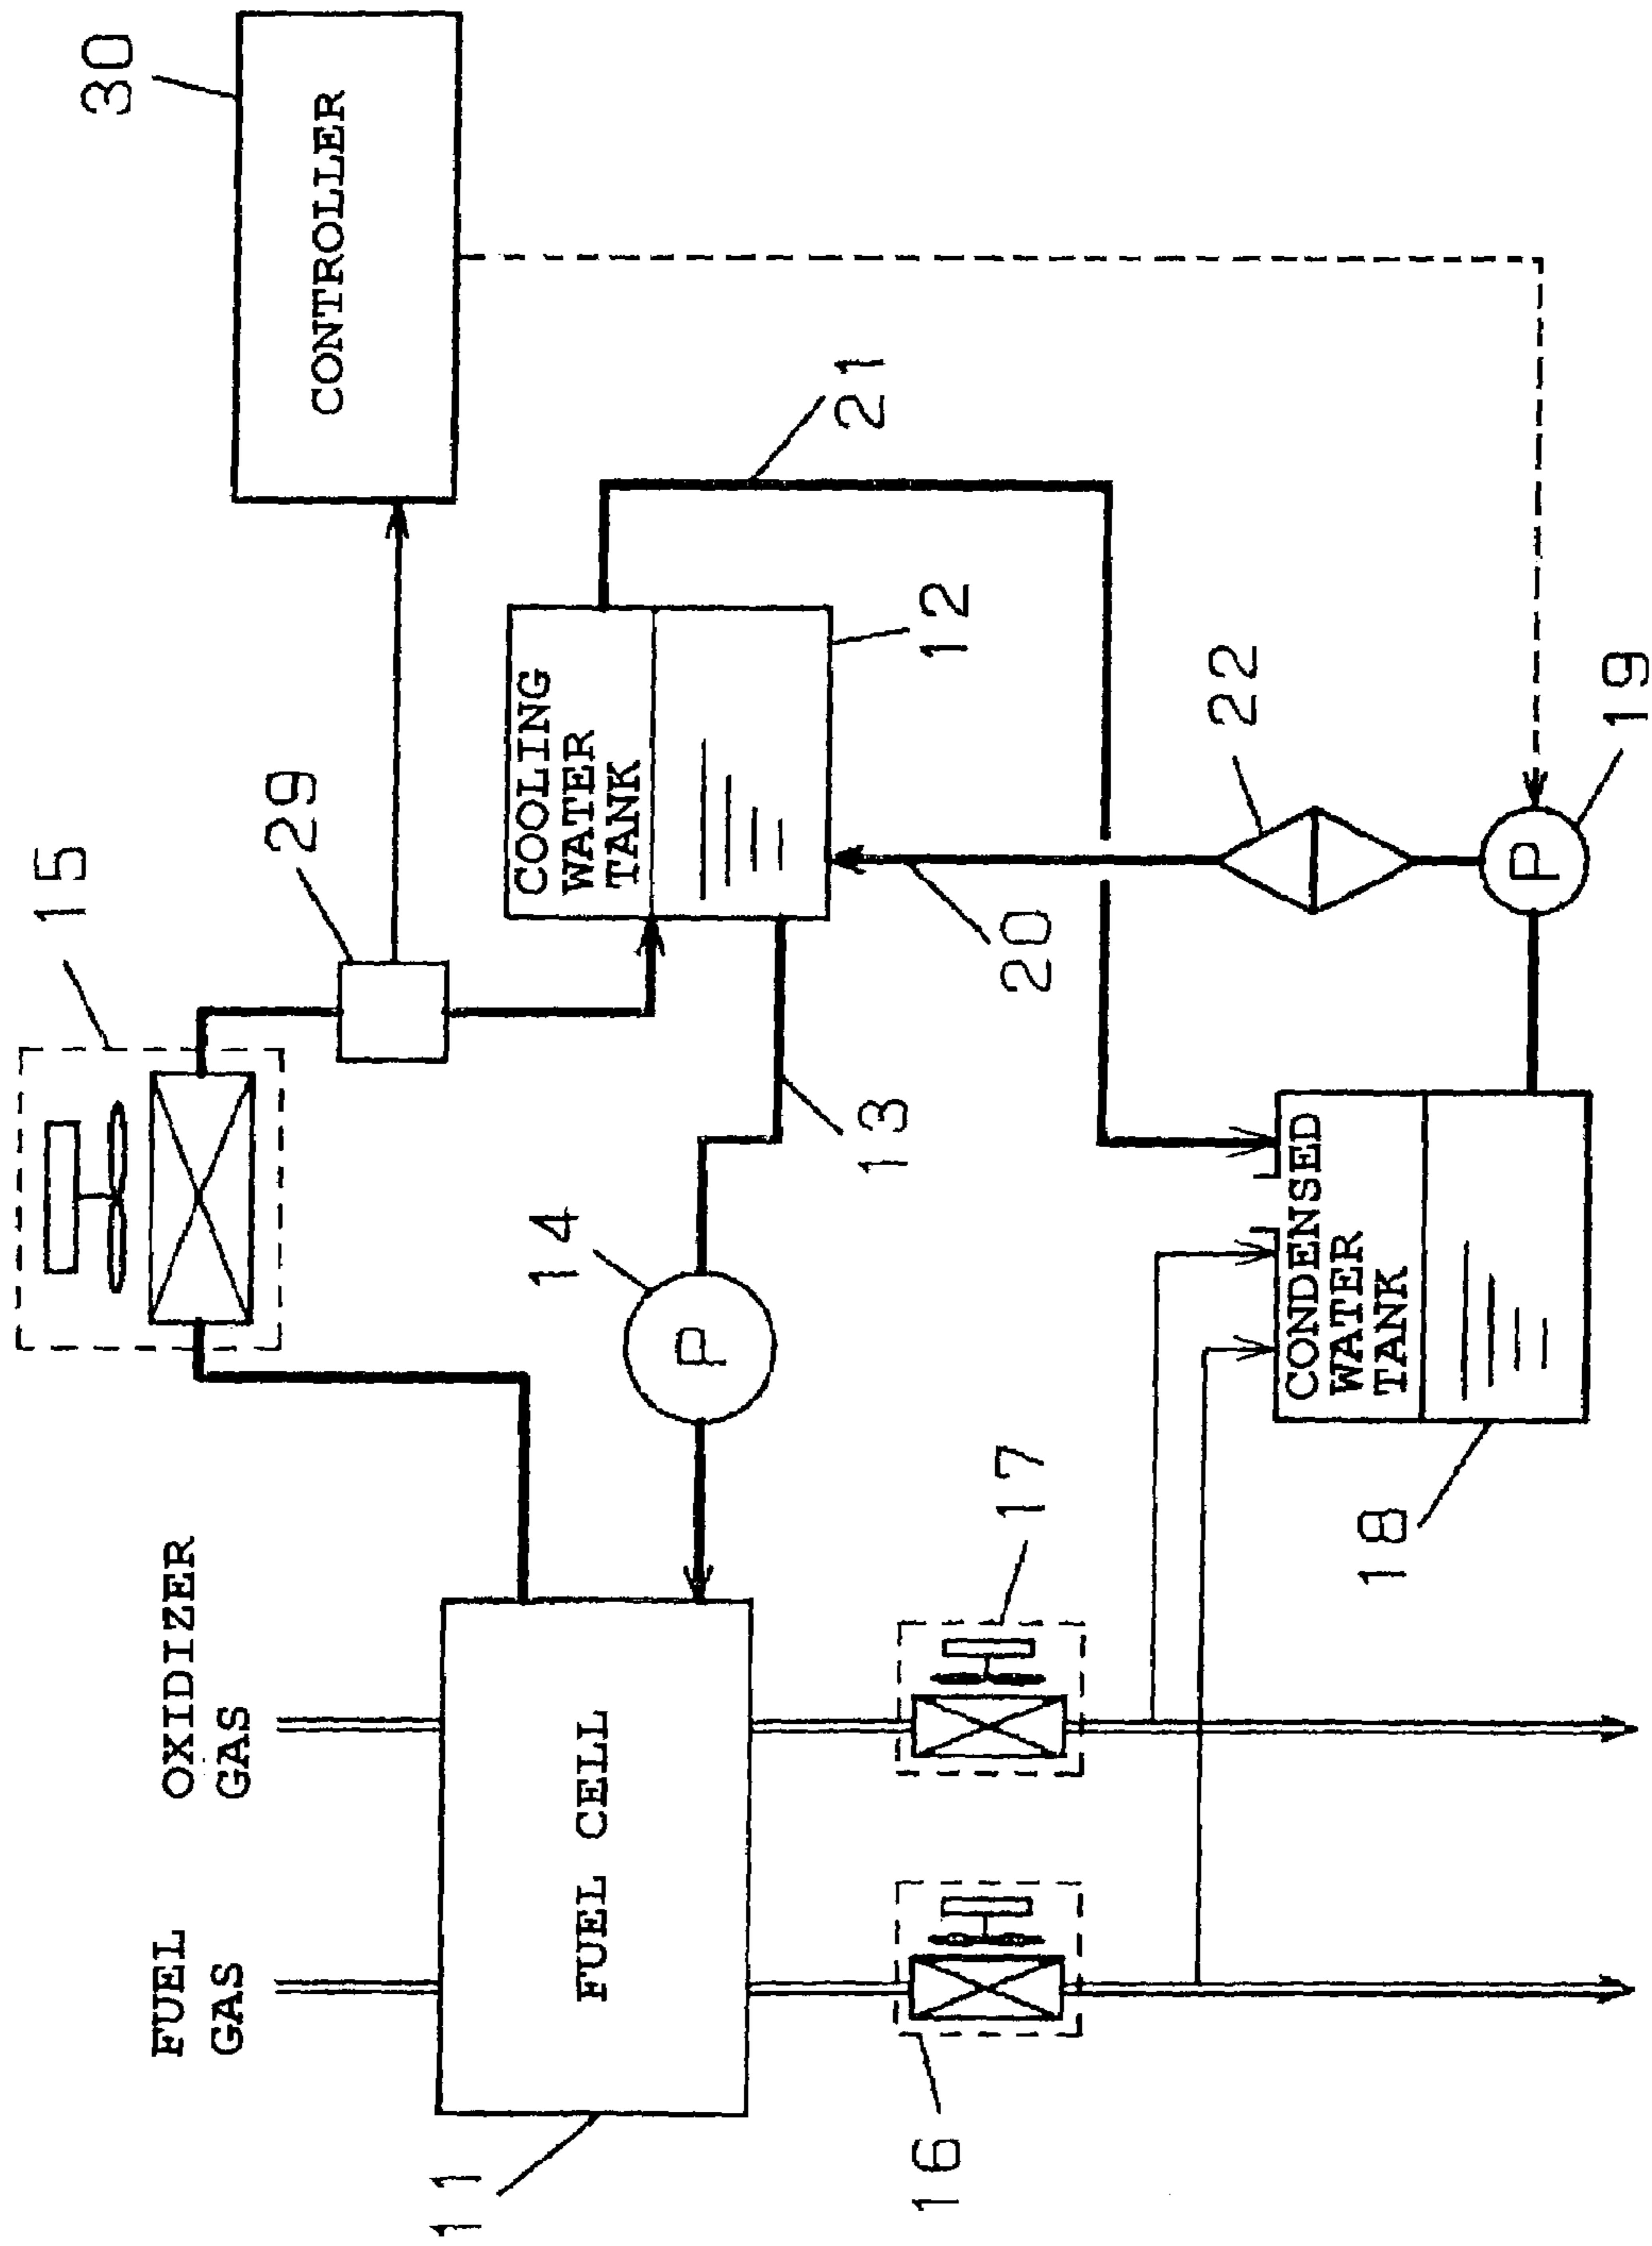 30
CONTROLLER
15
29
21
COOLING
WATER
TANK
12
22
19
P
20
13
14
P
CONDENSED
WATER
TANK
18
17
OXIDIZER
GAS
FUEL
GAS
FUEL CELL
16
11